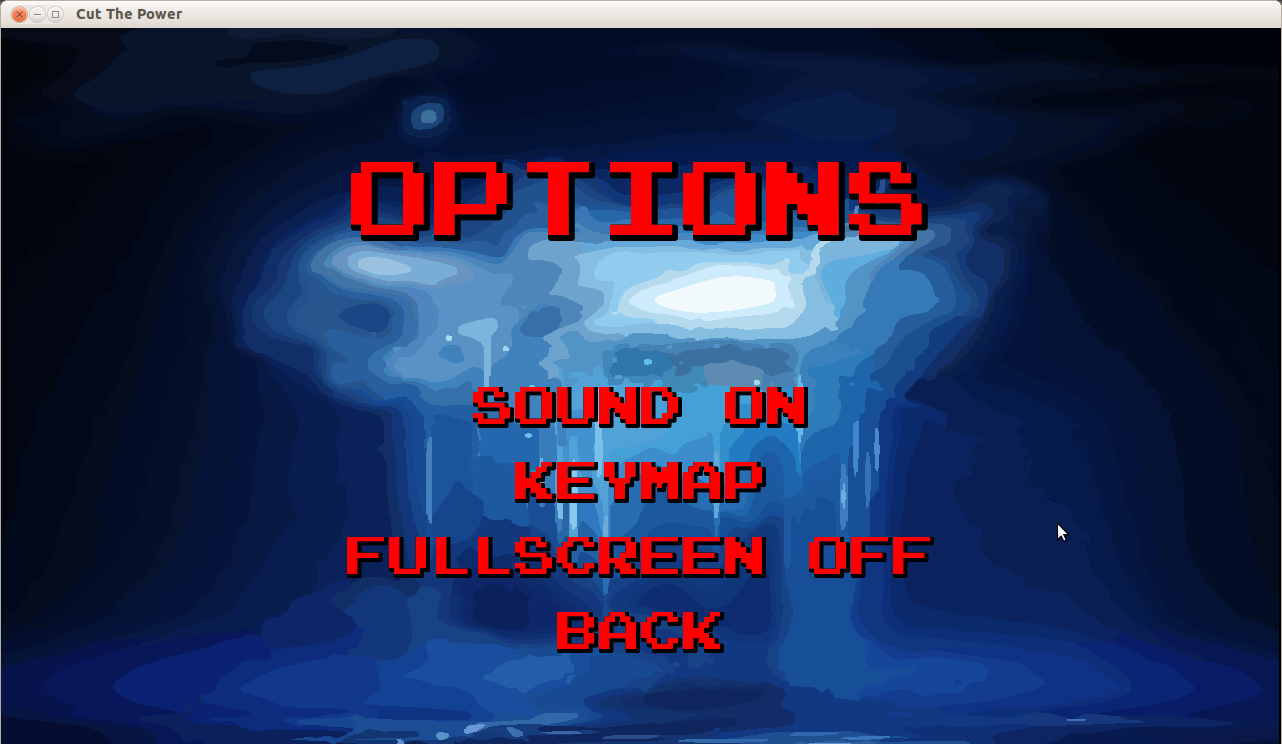 Cut The Power
OPTIONS
SOUND ON
KEYMAP
FULLSCREEN OFF
BACK